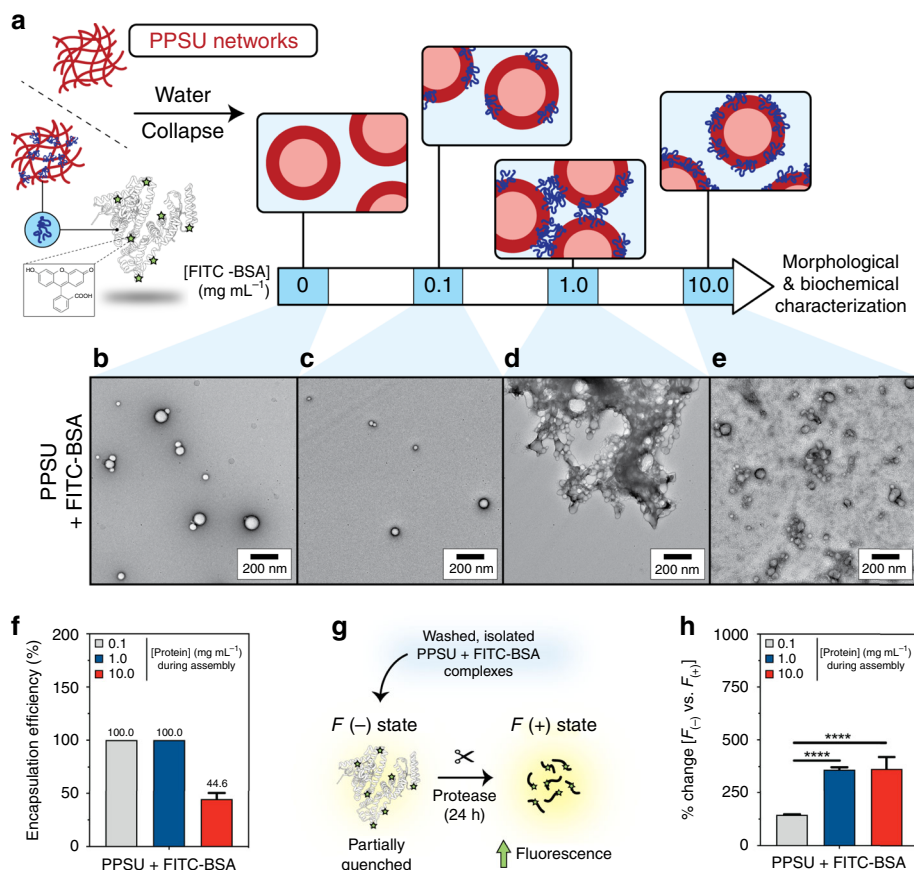 a
PPSU networks
Water
Collapse
HO
O
O
COOH
[FITC -BSA]
(mg mL⁻¹)
0
0.1
1.0
10.0
Morphological
& biochemical
characterization
b
c
d
e
PPSU
+ FITC-BSA
200 nm
200 nm
200 nm
200 nm
f
Encapsulation efficiency (%)
200
150
100
50
0
0.1
1.0
10.0
[Protein] (mg mL⁻¹)
during assembly
100.0
100.0
44.6
PPSU + FITC-BSA
g
Washed, isolated
PPSU + FITC-BSA
complexes
F (–) state
F (+) state
Protease
(24 h)
Partially
quenched
Fluorescence
h
% change [F(–) vs. F(+)]
1000
750
500
250
0
0.1
1.0
10.0
[Protein] (mg mL⁻¹)
during assembly
****
****
PPSU + FITC-BSA